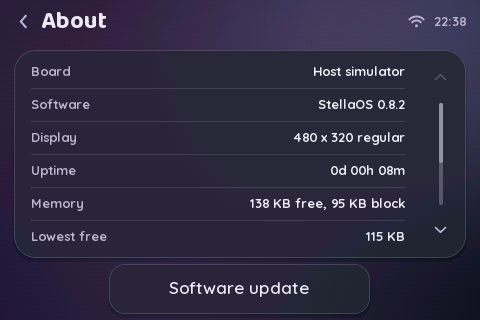 About
22:38
Board Host simulator
Software StellaOS 0.8.2
Display 480 x 320 regular
Uptime 0d 00h 08m
Memory 138 KB free, 95 KB block
Lowest free 115 KB
Software update